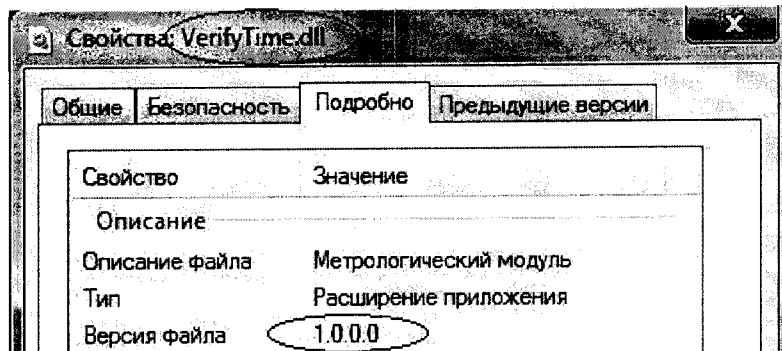 Свойства: VerifyTime.dll
Общие Безопасность Подробно Предыдущие версии
Свойство Значение
Описание
Описание файла Метрологический модуль
Тип Расширение приложения
Версия файла 1.0.0.0